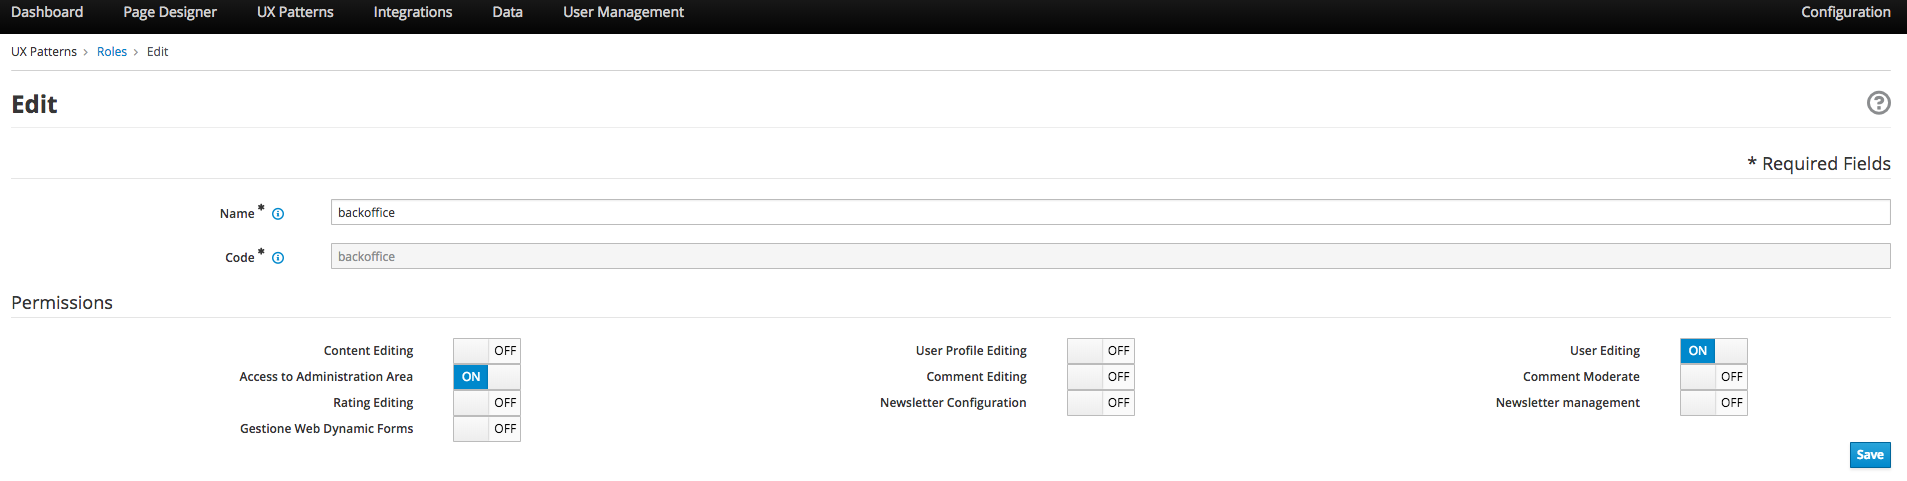 Dashboard Page Designer UX Patterns Integrations Data User Management Configuration
UX Patterns > Roles > Edit
Edit
* Required Fields
Name * backoffice
Code * backoffice
Permissions
Content Editing OFF User Profile Editing OFF User Editing ON
Access to Administration Area ON Comment Editing OFF Comment Moderate OFF
Rating Editing OFF Newsletter Configuration OFF Newsletter management OFF
Gestione Web Dynamic Forms OFF
Save